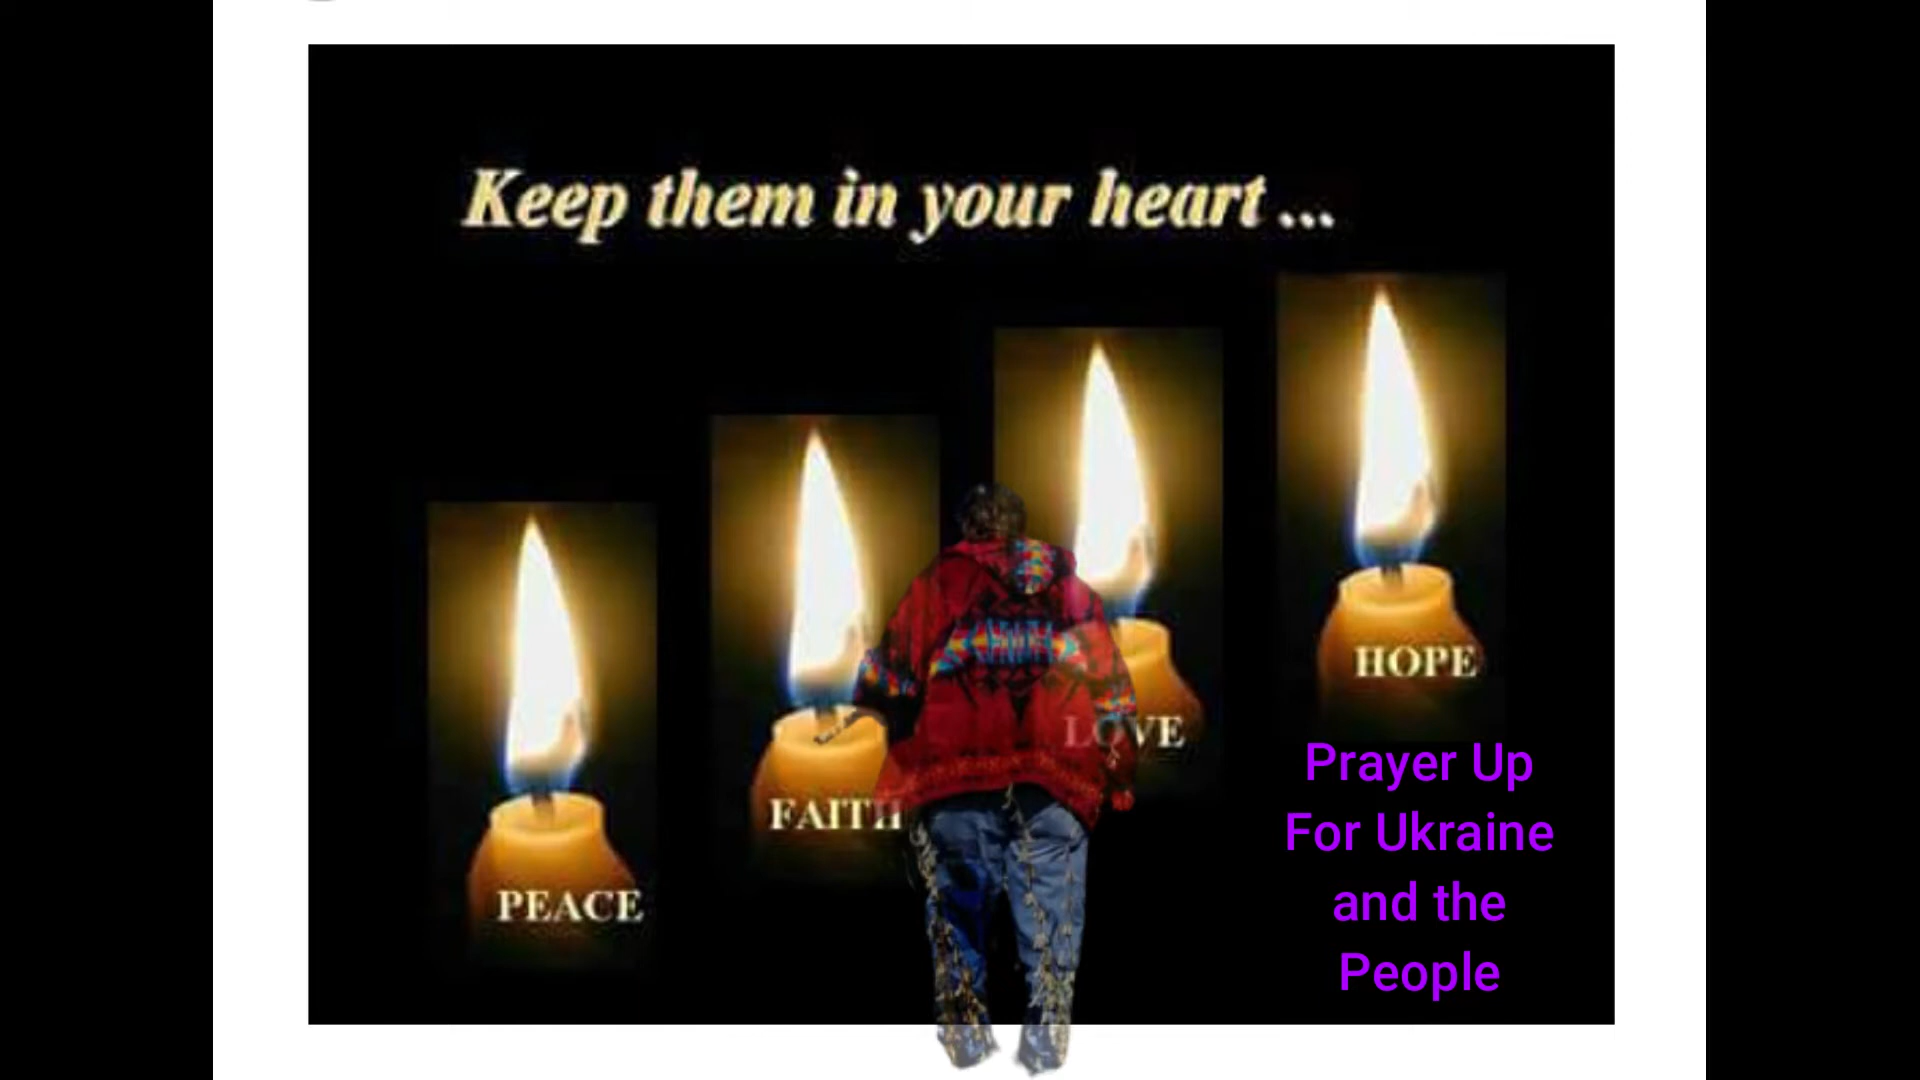 Keep them in your heart ...
PEACE
FAITH
LOVE
HOPE
Prayer Up
For Ukraine
and the
People